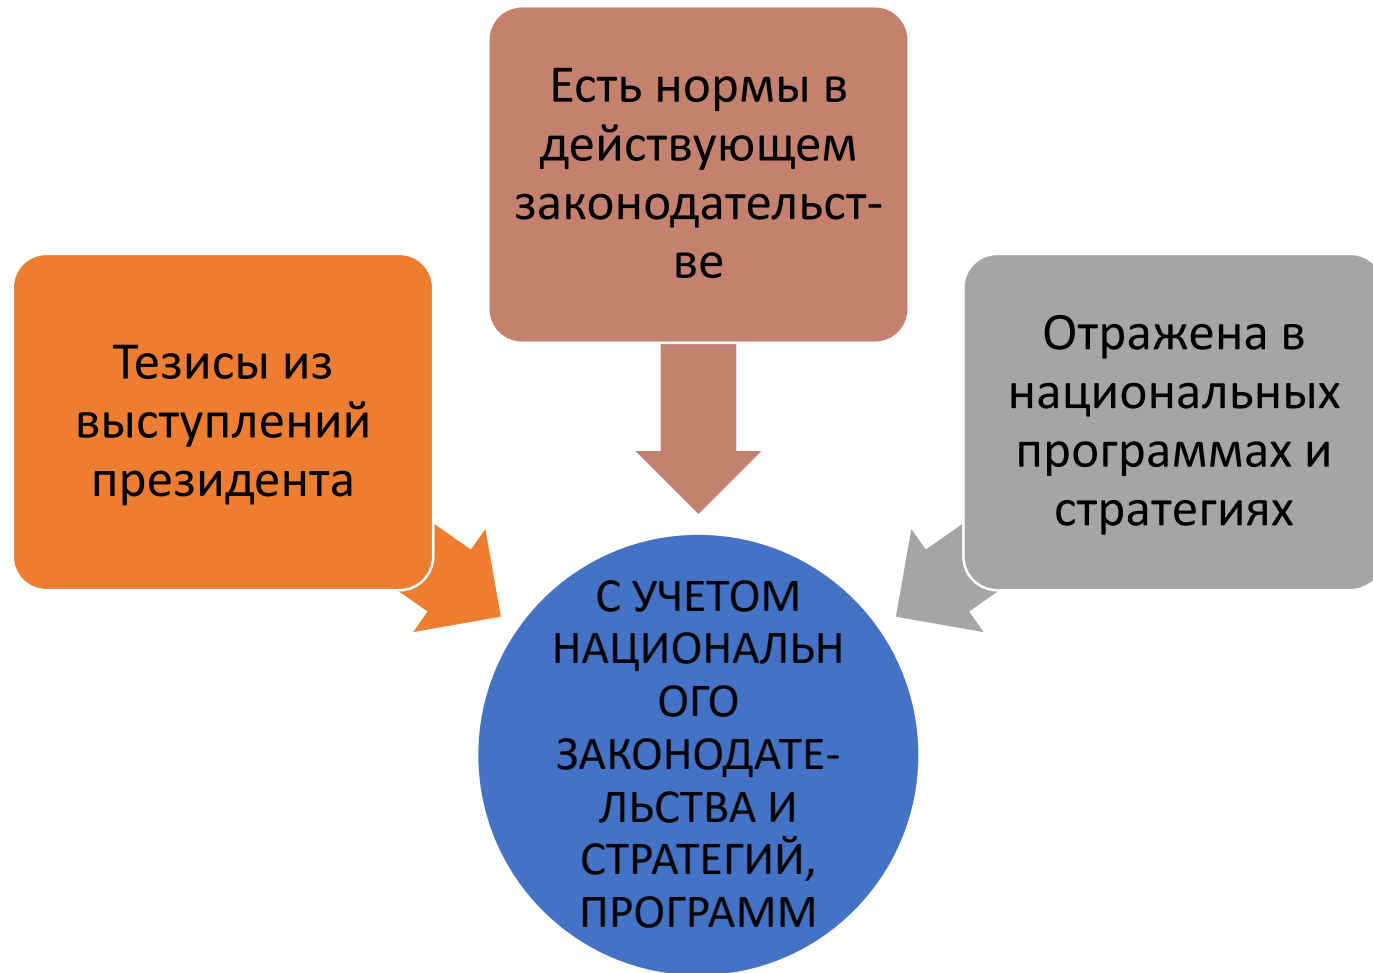 Есть нормы в
действующем
законодательст-
ве
Тезисы из
выступлений
президента
Отражена в
национальных
программах и
стратегиях
С УЧЕТОМ
НАЦИОНАЛЬН
ОГО
ЗАКОНОДАТЕ-
ЛЬСТВА И
СТРАТЕГИЙ,
ПРОГРАММ